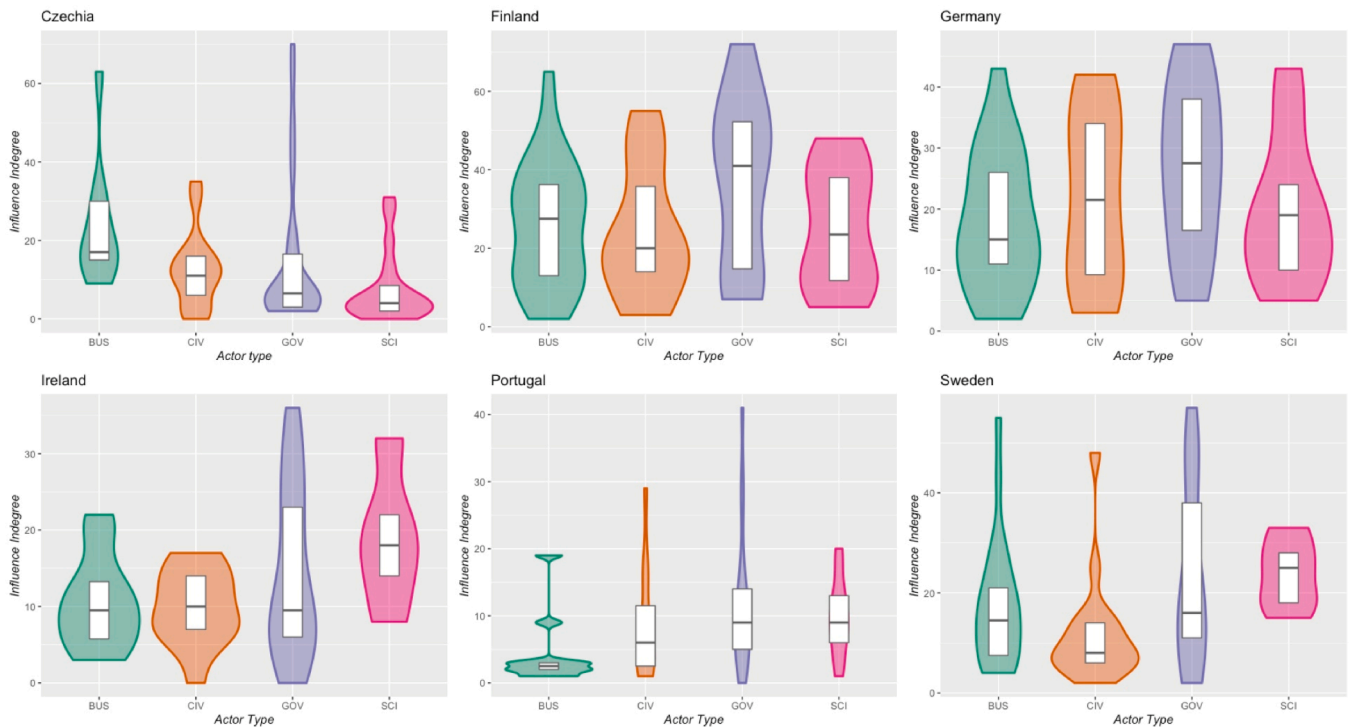 Czechia
Influence Indegree
60
40
20
0
BUS CIV GOV SCI
Actor type
Finland
Influence Indegree
60
40
20
0
BUS CIV GOV SCI
Actor Type
Germany
Influence Indegree
40
30
20
10
0
BUS CIV GOV SCI
Actor Type
Ireland
Influence Indegree
30
20
10
0
BUS CIV GOV SCI
Actor Type
Portugal
Influence Indegree
40
30
20
10
0
BUS CIV GOV SCI
Actor Type
Sweden
Influence Indegree
40
20
0
BUS CIV GOV SCI
Actor Type